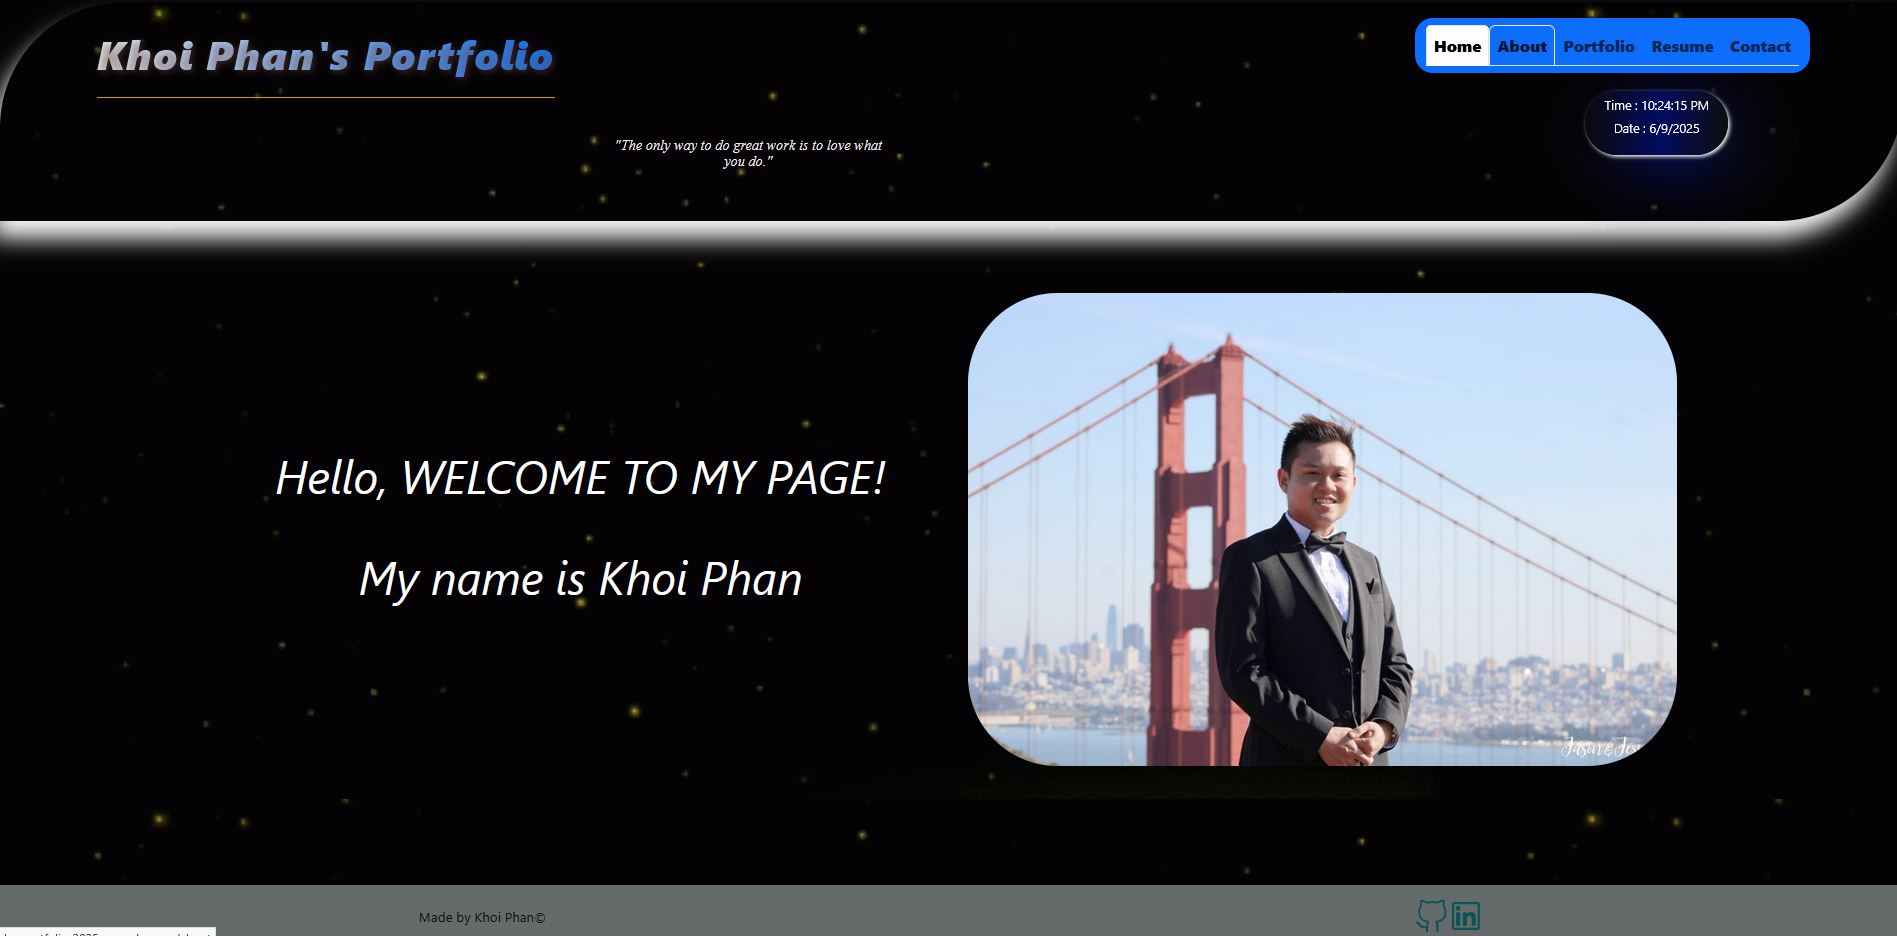 Khoi Phan's Portfolio
Home About Portfolio Resume Contact
Time : 10:24:15 PM
Date : 6/9/2025
"The only way to do great work is to love what
you do."
Hello, WELCOME TO MY PAGE!
My name is Khoi Phan
Jason &
Made by Khoi Phan©